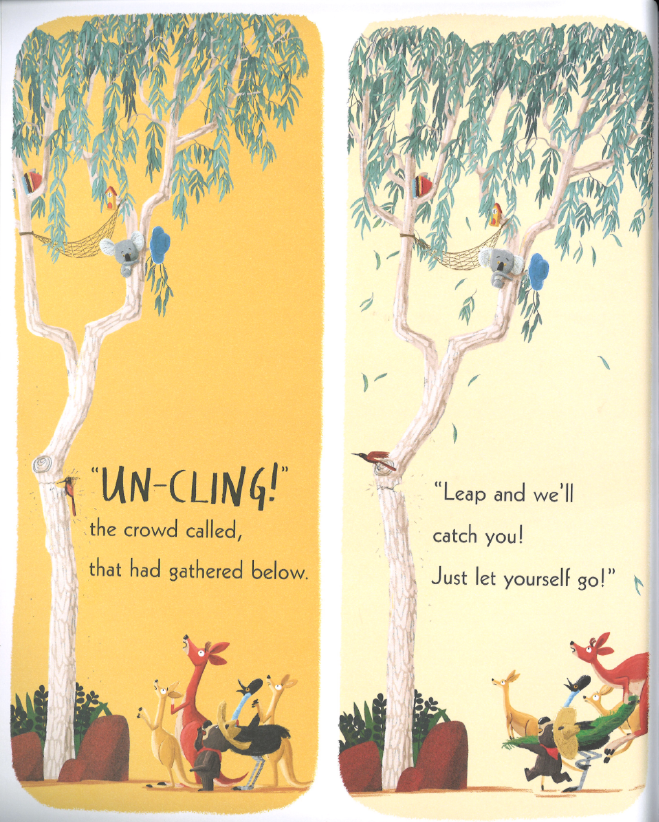 "UN-CLING!"
the crowd called,
that had gathered below.
"Leap and we'll
catch you!
Just let yourself go!"